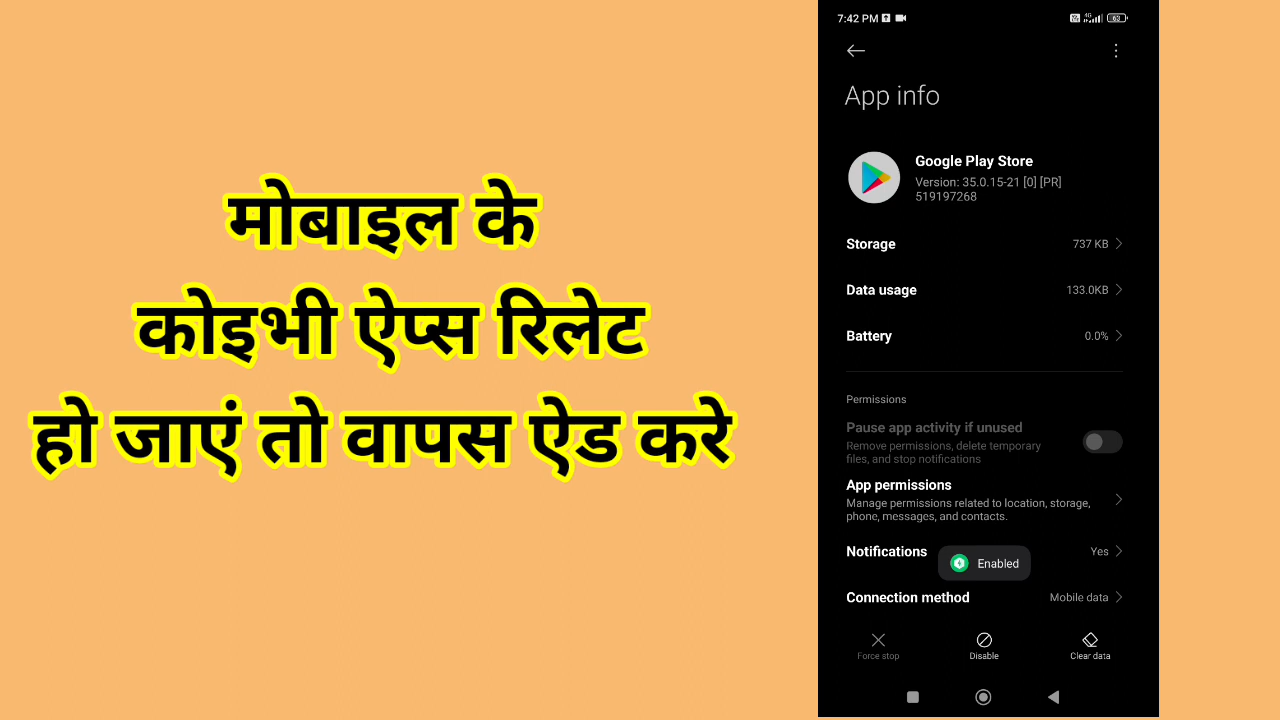 मोबाइल के
कोइभी ऐप्स रिलेट
हो जाएं तो वापस ऐड करे
7:42 PM
4G
63
App info
Google Play Store
Version: 35.0.15-21 [0] [PR]
519197268
Storage 737 KB
Data usage 133.0KB
Battery 0.0%
Permissions
Pause app activity if unused
Remove permissions, delete temporary
files, and stop notifications
App permissions
Manage permissions related to location, storage,
phone, messages, and contacts.
Notifications Yes
Enabled
Connection method Mobile data
Force stop Disable Clear data